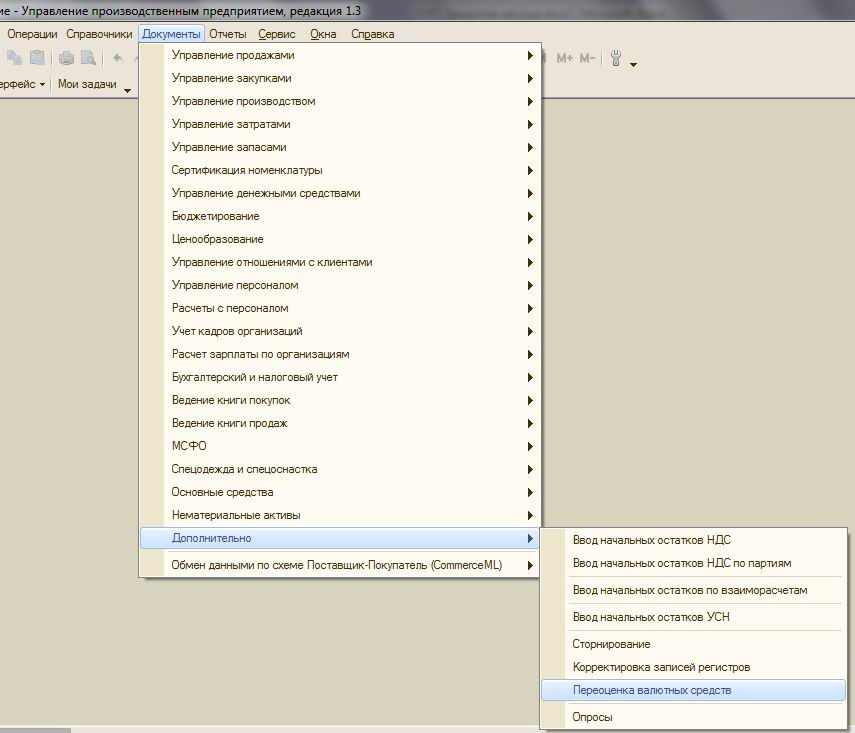 ие - Управление производственным предприятием, редакция 1.3
Операции Справочники Документы Отчеты Сервис Окна Справка
M+ M-
ерфейс Мои задачи
Управление продажами
Управление закупками
Управление производством
Управление затратами
Управление запасами
Сертификация номенклатуры
Управление денежными средствами
Бюджетирование
Ценообразование
Управление отношениями с клиентами
Управление персоналом
Расчеты с персоналом
Учет кадров организаций
Расчет зарплаты по организациям
Бухгалтерский и налоговый учет
Ведение книги покупок
Ведение книги продаж
МСФО
Спецодежда и спецоснастка
Основные средства
Нематериальные активы
Дополнительно
Обмен данными по схеме Поставщик-Покупатель (CommerceML)
Ввод начальных остатков НДС
Ввод начальных остатков НДС по партиям
Ввод начальных остатков по взаиморасчетам
Ввод начальных остатков УСН
Сторнирование
Корректировка записей регистров
Переоценка валютных средств
Опросы